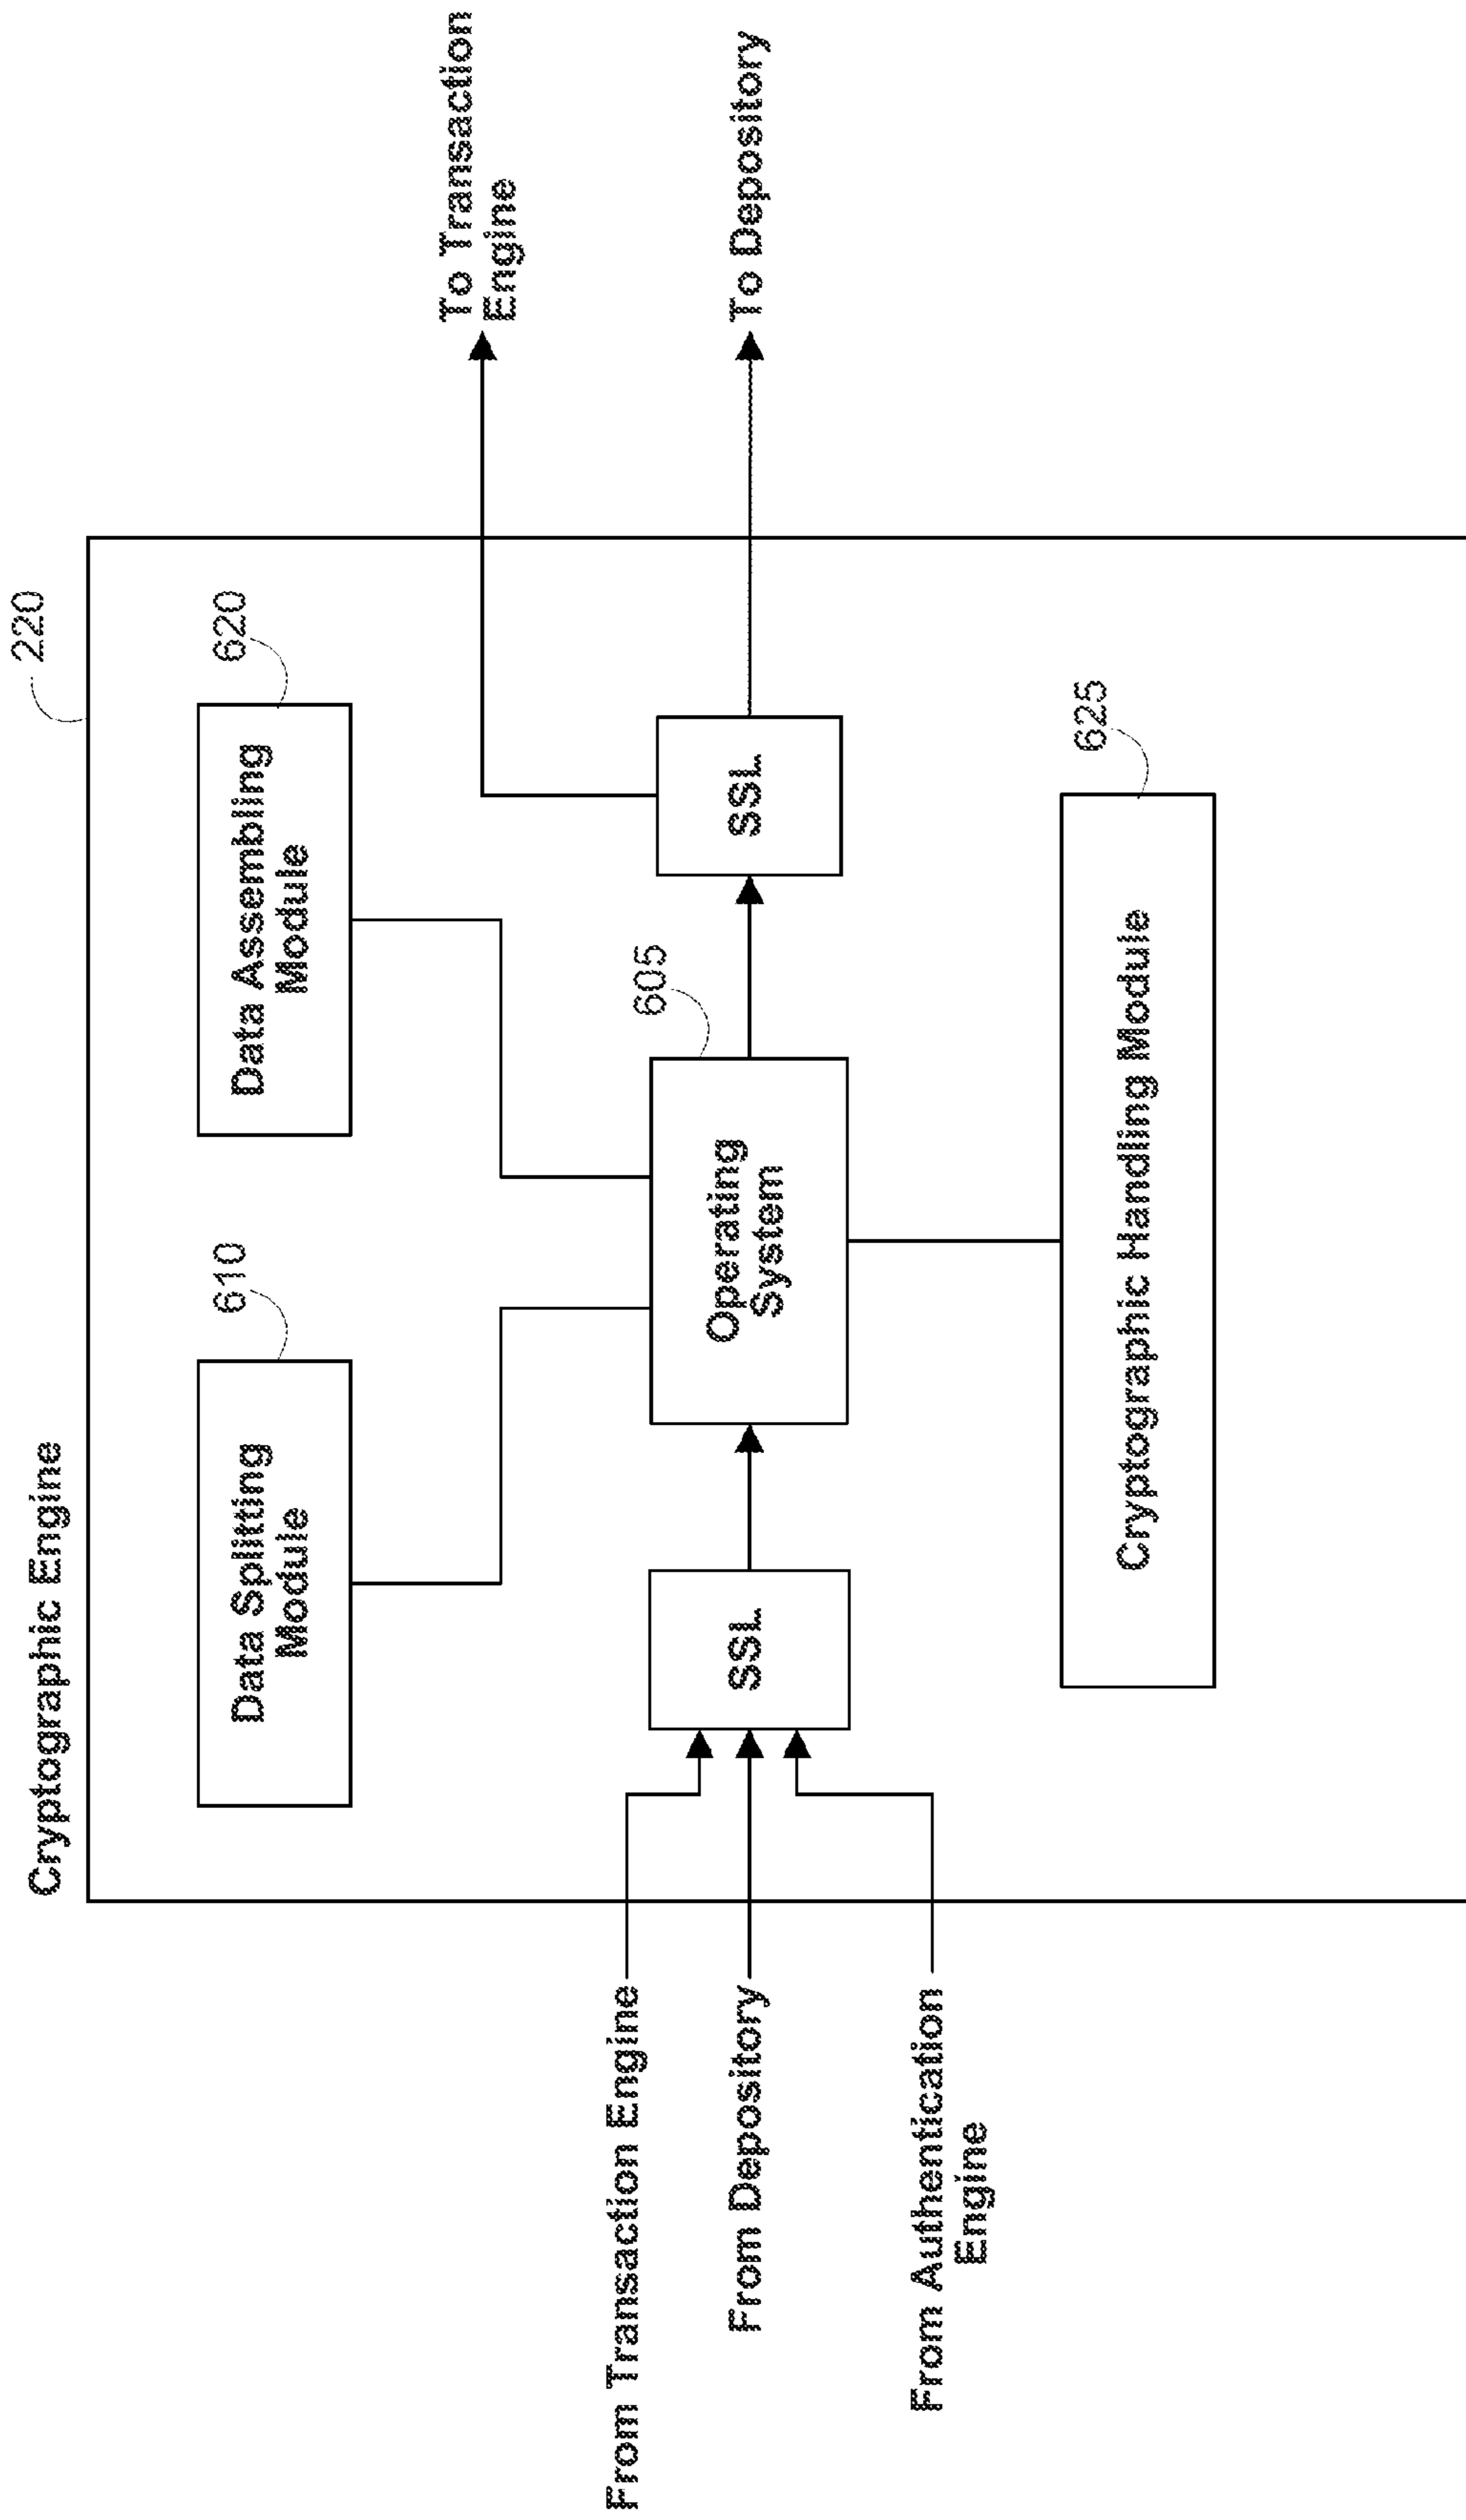 Cryptographic Engine
220
Data Splitting
Module
610
Data Assembling
Module
620
To Transaction
Engine
From Transaction Engine
From Depository
From Authentication
Engine
SSL
Operating
System
605
SSL
To Depository
Cryptographic Handling Module
625